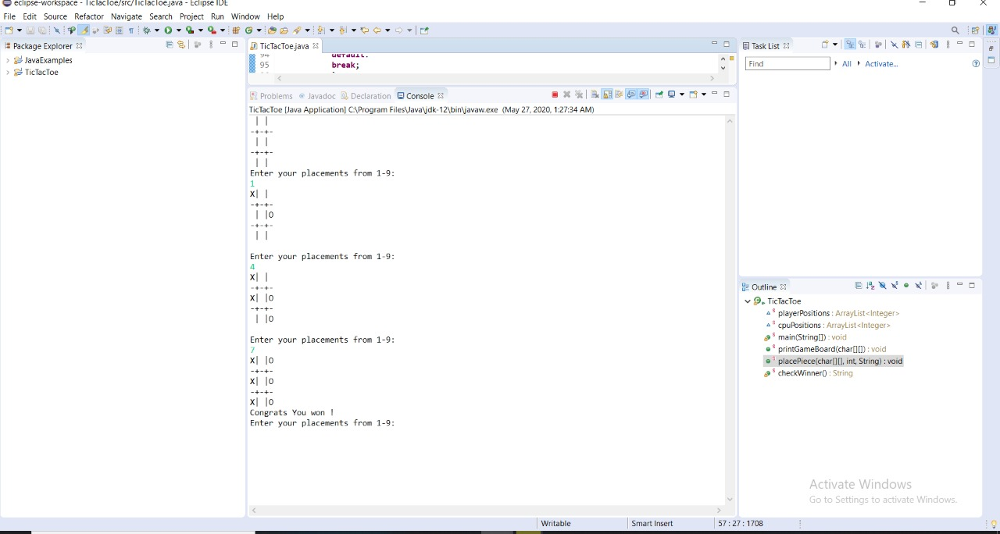 eclipse-workspace - TicTacToe/src/TicTacToe.java - Eclipse IDE
File Edit Source Refactor Navigate Search Project Run Window Help
Package Explorer
JavaExamples
TicTacToe
TicTacToe.java
94 default:
95 break;
Problems Javadoc Declaration Console
TicTacToe [Java Application] C:\Program Files\Java\jdk-12\bin\javaw.exe (May 27, 2020, 1:27:34 AM)
| |
-+-+-
| |
-+-+-
| |
Enter your placements from 1-9:
1
X| |
-+-+-
| |O
-+-+-
| |
Enter your placements from 1-9:
4
X| |
-+-+-
X| |O
-+-+-
| |O
Enter your placements from 1-9:
7
X| |O
-+-+-
X| |O
-+-+-
X| |O
Congrats You won !
Enter your placements from 1-9:
Task List
Find All Activate...
Outline
TicTacToe
playerPositions : ArrayList<Integer>
cpuPositions : ArrayList<Integer>
main(String[]) : void
printGameBoard(char[][]) : void
placePiece(char[][], int, String) : void
checkWinner() : String
Activate Windows
Go to Settings to activate Windows.
Writable Smart Insert 57 : 27 : 1708